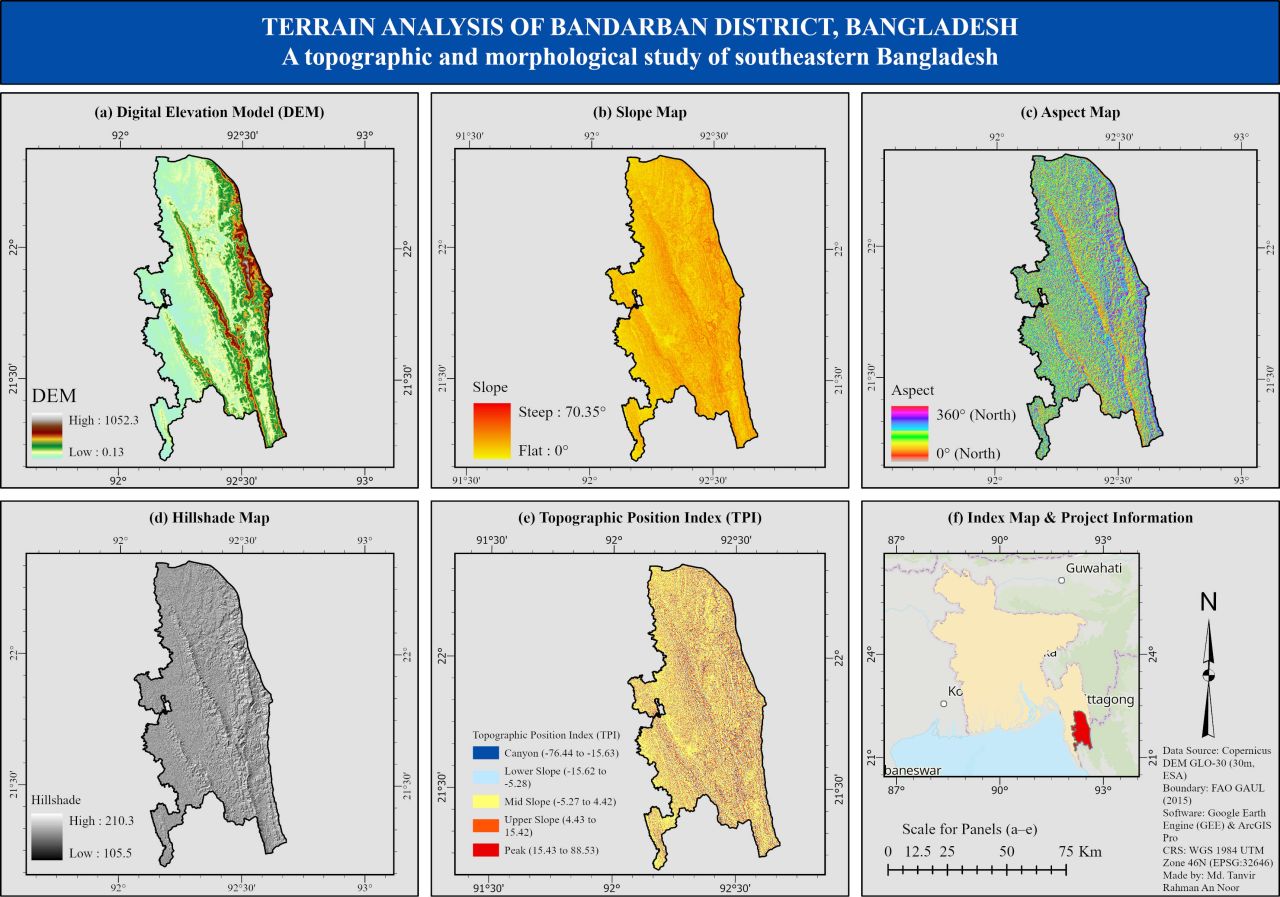 TERRAIN ANALYSIS OF BANDARBAN DISTRICT, BANGLADESH
A topographic and morphological study of southeastern Bangladesh
(a) Digital Elevation Model (DEM)
92° 92°30' 93°
22° 22°
21°30' 21°30'
DEM
High : 1052.3
Low : 0.13
92° 92°30' 93°
(b) Slope Map
91°30' 92° 92°30'
22° 22°
21°30' 21°30'
Slope
Steep : 70.35°
Flat : 0°
91°30' 92° 92°30'
(c) Aspect Map
92° 92°30' 93°
22° 22°
21°30' 21°30'
Aspect
360° (North)
0° (North)
92° 92°30' 93°
(d) Hillshade Map
92° 92°30' 93°
22° 22°
21°30' 21°30'
Hillshade
High : 210.3
Low : 105.5
92° 92°30' 93°
(e) Topographic Position Index (TPI)
91°30' 92° 92°30'
22° 22°
21°30' 21°30'
Topographic Position Index (TPI)
Canyon (-76.44 to -15.63)
Lower Slope (-15.62 to
-5.28)
Mid Slope (-5.27 to 4.42)
Upper Slope (4.43 to
15.42)
Peak (15.43 to 88.53)
91°30' 92° 92°30'
(f) Index Map & Project Information
87° 90° 93°
Guwahati
24° ka 24°
Ko ttagong
21° 21°
baneswar
87° 90° 93°
N
Data Source: Copernicus
DEM GLO-30 (30m,
ESA)
Boundary: FAO GAUL
(2015)
Software: Google Earth
Engine (GEE) & ArcGIS
Pro
CRS: WGS 1984 UTM
Zone 46N (EPSG:32646)
Made by: Md. Tanvir
Rahman An Noor
Scale for Panels (a–e)
0 12.5 25 50 75 Km